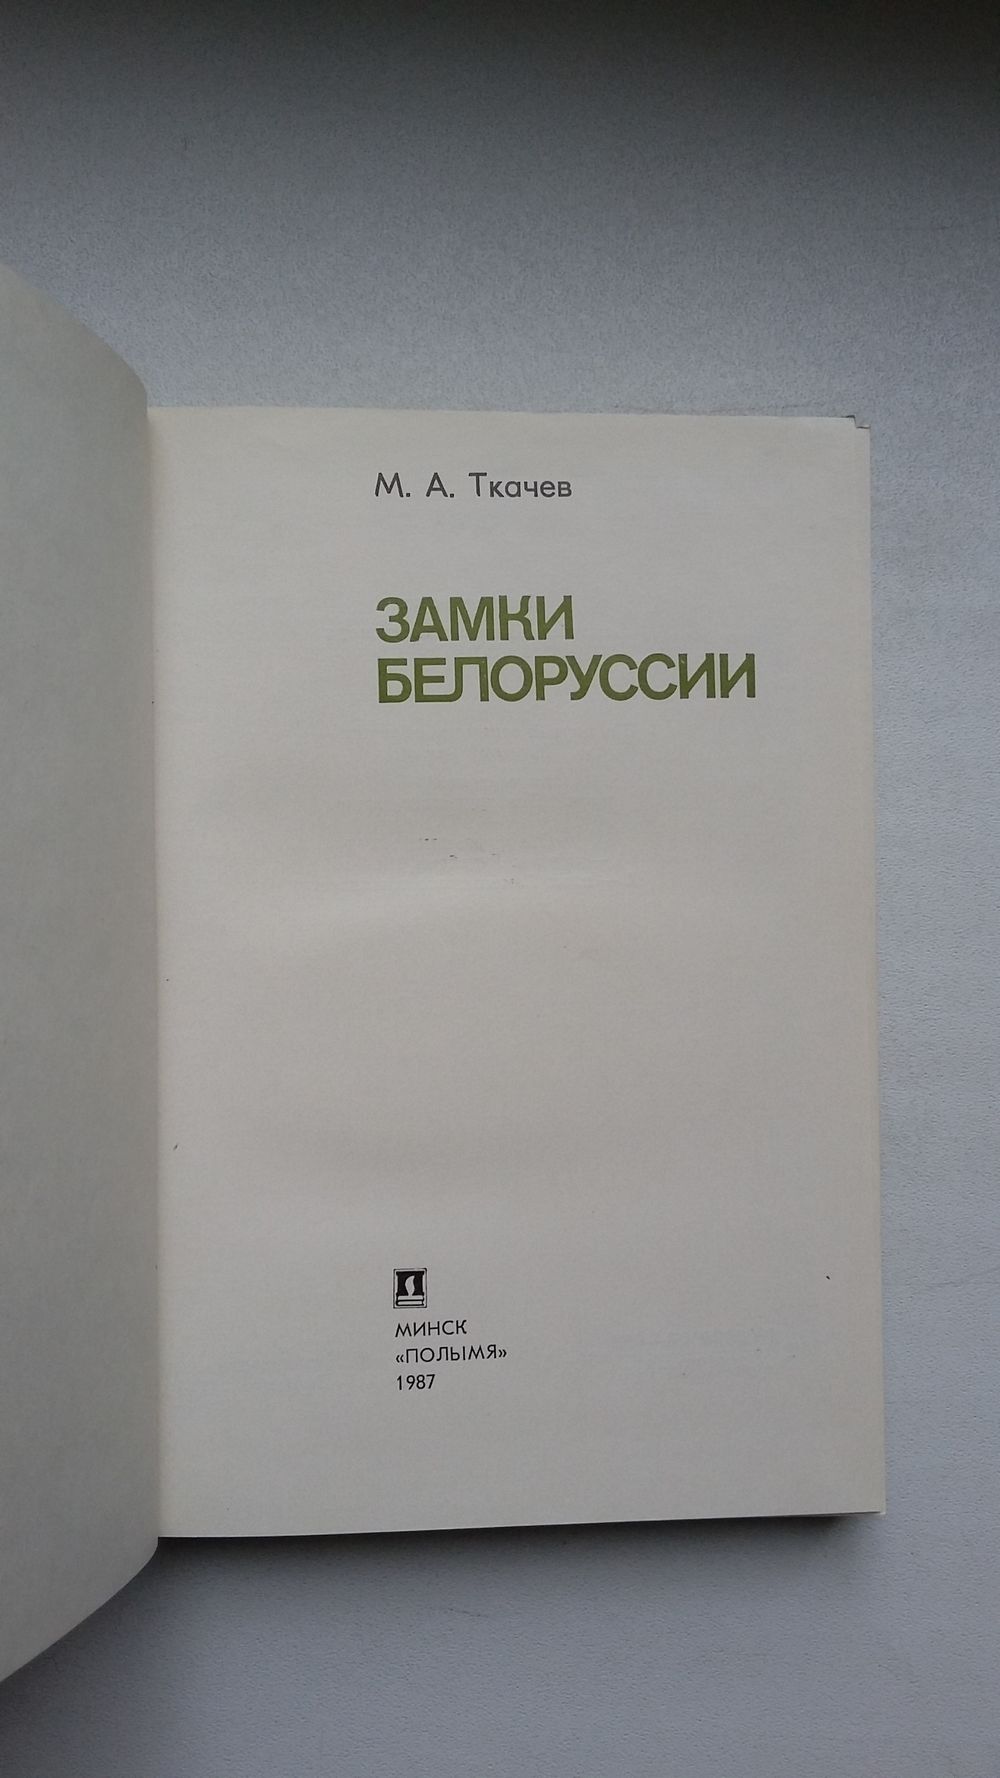 М. А. Ткачев
ЗАМКИ
БЕЛОРУССИИ
МИНСК
«ПОЛЫМЯ»
1987